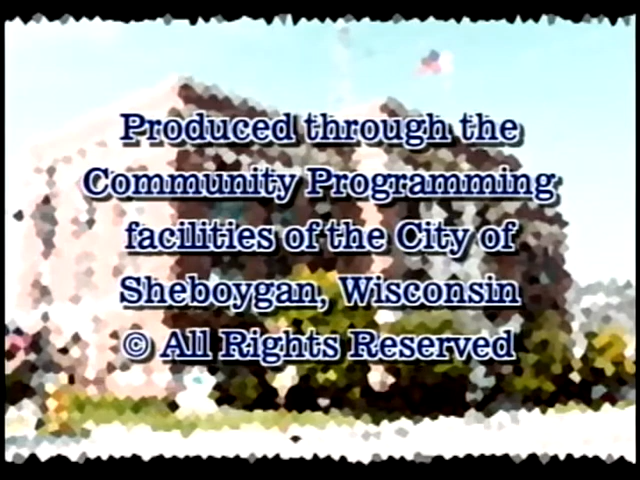 Produced through the
Community Programming
facilities of the City of
Sheboygan, Wisconsin
© All Rights Reserved